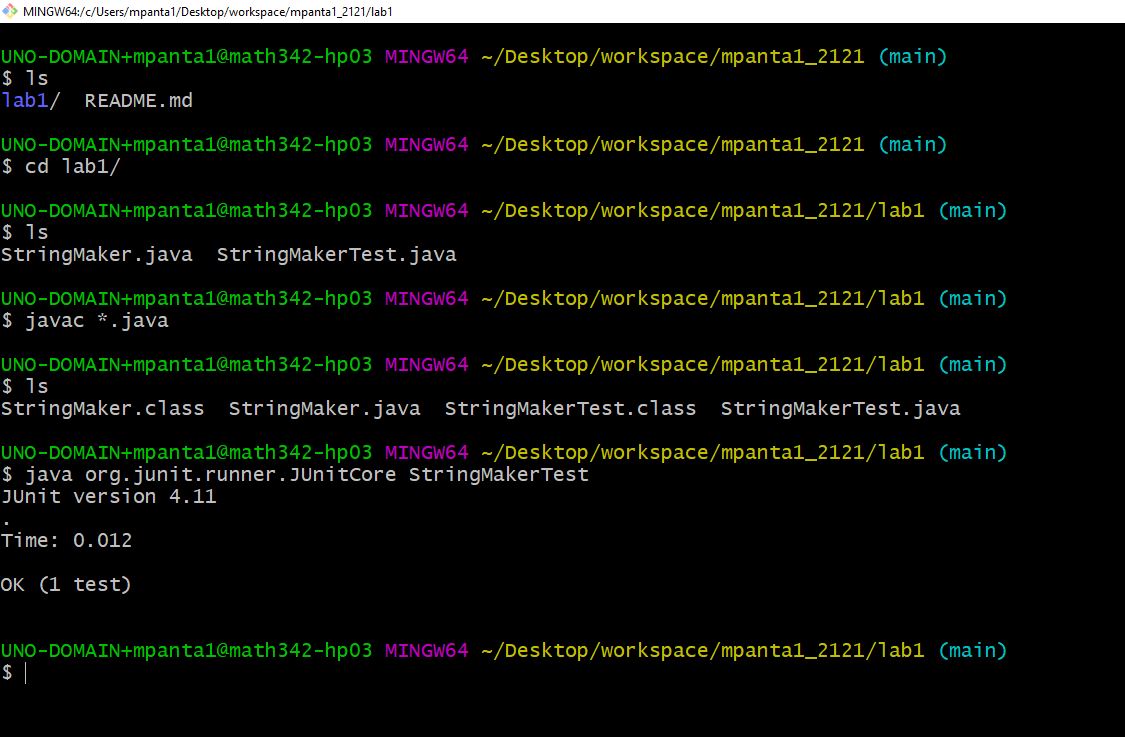 MINGW64:/c/Users/mpanta1/Desktop/workspace/mpanta1_2121/lab1
UNO-DOMAIN+mpanta1@math342-hp03 MINGW64 ~/Desktop/workspace/mpanta1_2121 (main)
$ ls
lab1/  README.md
UNO-DOMAIN+mpanta1@math342-hp03 MINGW64 ~/Desktop/workspace/mpanta1_2121 (main)
$ cd lab1/
UNO-DOMAIN+mpanta1@math342-hp03 MINGW64 ~/Desktop/workspace/mpanta1_2121/lab1 (main)
$ ls
StringMaker.java  StringMakerTest.java
UNO-DOMAIN+mpanta1@math342-hp03 MINGW64 ~/Desktop/workspace/mpanta1_2121/lab1 (main)
$ javac *.java
UNO-DOMAIN+mpanta1@math342-hp03 MINGW64 ~/Desktop/workspace/mpanta1_2121/lab1 (main)
$ ls
StringMaker.class  StringMaker.java  StringMakerTest.class  StringMakerTest.java
UNO-DOMAIN+mpanta1@math342-hp03 MINGW64 ~/Desktop/workspace/mpanta1_2121/lab1 (main)
$ java org.junit.runner.JUnitCore StringMakerTest
JUnit version 4.11
.
Time: 0.012
OK (1 test)
UNO-DOMAIN+mpanta1@math342-hp03 MINGW64 ~/Desktop/workspace/mpanta1_2121/lab1 (main)
$